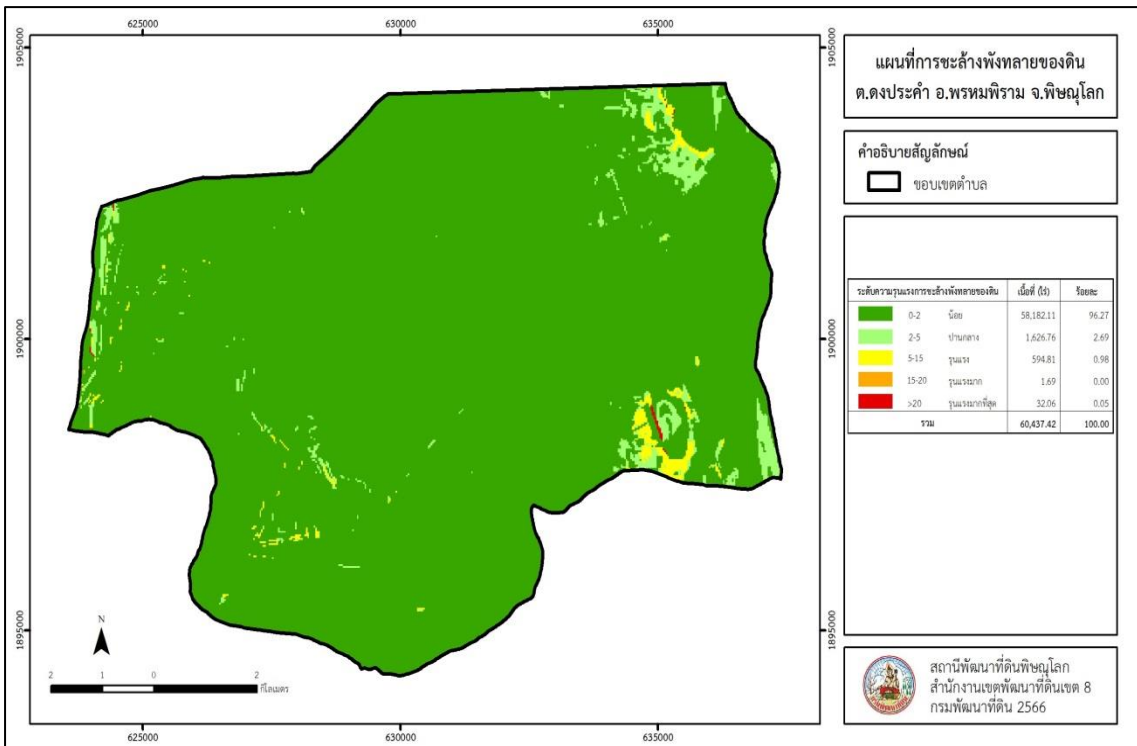 625000 630000 635000
1905000 1905000
1900000 1900000
1895000 1895000
N
2 1 0 2
กิโลเมตร
625000 630000 635000
แผนที่การชะล้างพังทลายของดิน
ต.ดงประคำ อ.พรหมพิราม จ.พิษณุโลก
คำอธิบายสัญลักษณ์
ขอบเขตตำบล
ระดับความรุนแรงการชะล้างพังทลายของดิน เนื้อที่ (ไร่) ร้อยละ
0-2 น้อย 58,182.11 96.27
2-5 ปานกลาง 1,626.76 2.69
5-15 รุนแรง 594.81 0.98
15-20 รุนแรงมาก 1.69 0.00
>20 รุนแรงมากที่สุด 32.06 0.05
รวม 60,437.42 100.00
สถานีพัฒนาที่ดินพิษณุโลก
สำนักงานเขตพัฒนาที่ดินเขต 8
กรมพัฒนาที่ดิน 2566